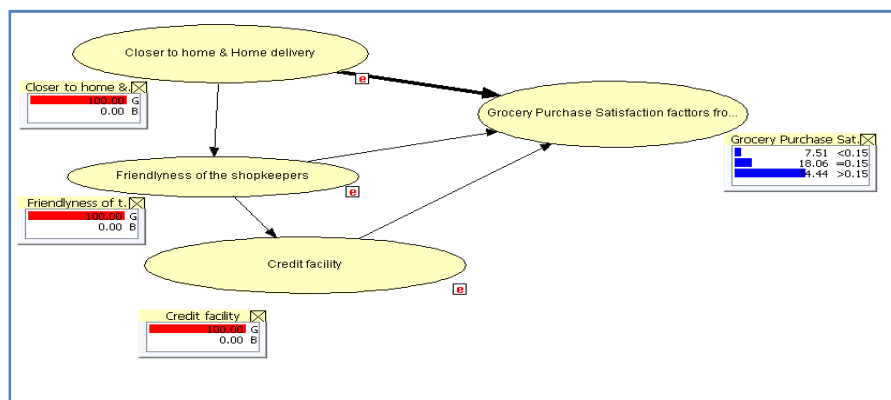 Closer to home & Home delivery
e
Closer to home &.
100.00 G
0.00 B
Grocery Purchase Satisfaction facttors fro...
Grocery Purchase Sat.
7.51 <0.15
18.06 =0.15
4.44 >0.15
Friendlyness of the shopkeepers
e
Friendlyness of t.
100.00 G
0.00 B
Credit facility
e
Credit facility
100.00 G
0.00 B